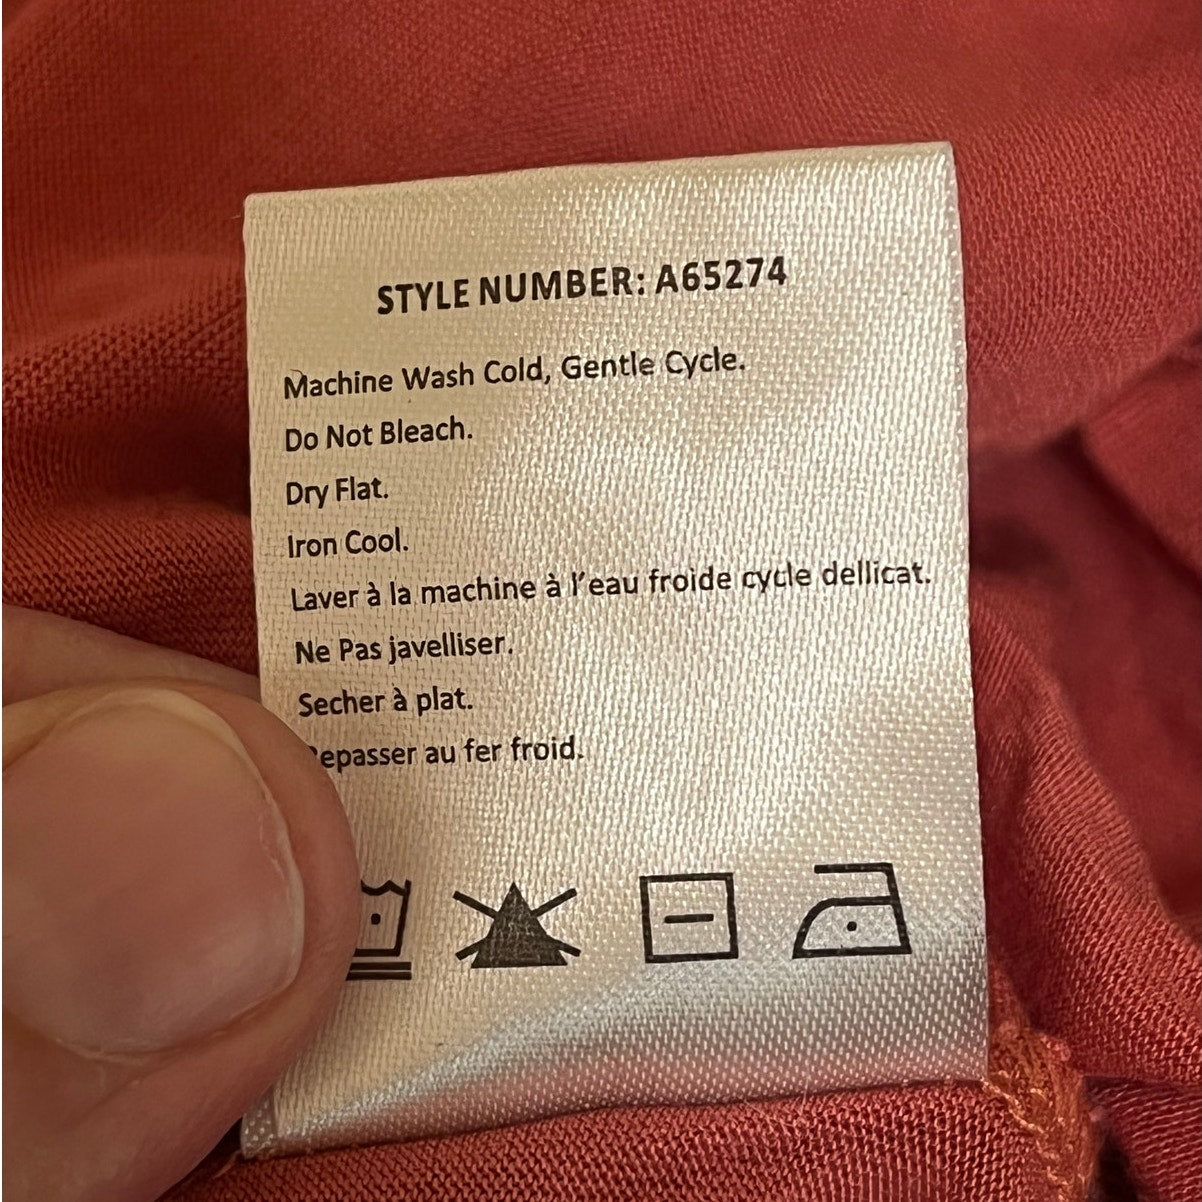 STYLE NUMBER: A65274
Machine Wash Cold, Gentle Cycle.
Do Not Bleach.
Dry Flat.
Iron Cool.
Laver à la machine à l'eau froide cycle dellicat.
Ne Pas javelliser.
Secher à plat.
epasser au fer froid.